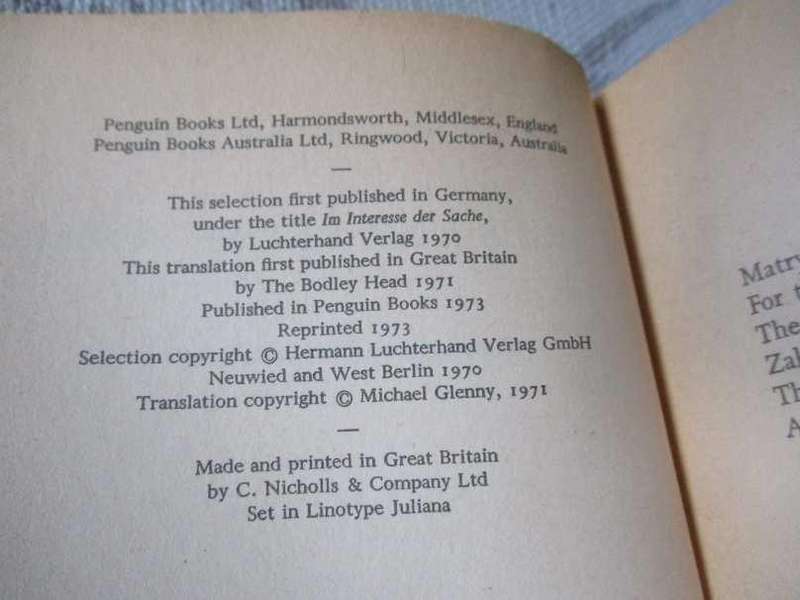 Penguin Books Ltd, Harmondsworth, Middlesex, England
Penguin Books Australia Ltd, Ringwood, Victoria, Australia
This selection first published in Germany,
under the title Im Interesse der Sache,
by Luchterhand Verlag 1970
This translation first published in Great Britain
by The Bodley Head 1971
Published in Penguin Books 1973
Reprinted 1973
Selection copyright © Hermann Luchterhand Verlag GmbH
Neuwied and West Berlin 1970
Translation copyright © Michael Glenny, 1971
Made and printed in Great Britain
by C. Nicholls & Company Ltd
Set in Linotype Juliana
For
The